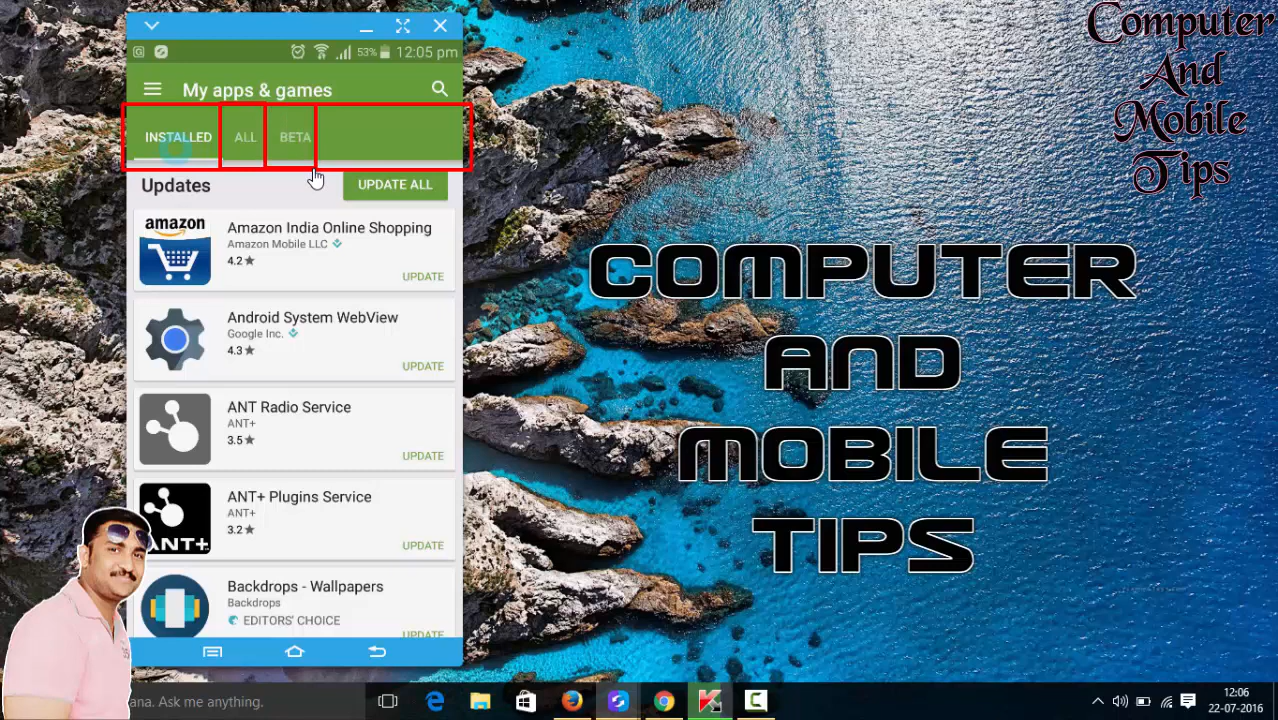 53% 12:05 pm
My apps & games
INSTALLED ALL BETA
Updates UPDATE ALL
amazon
Amazon India Online Shopping
Amazon Mobile LLC
4.2★
UPDATE
Android System WebView
Google Inc.
4.3★
UPDATE
ANT Radio Service
ANT+
3.5★
UPDATE
ANT+ Plugins Service
ANT+
3.2★
UPDATE
ANT+
Backdrops - Wallpapers
Backdrops
EDITORS' CHOICE
UPDATE
Computer
And
Mobile
Tips
COMPUTER
AND
MOBILE
TIPS
ana. Ask me anything.
12:06
22-07-2016